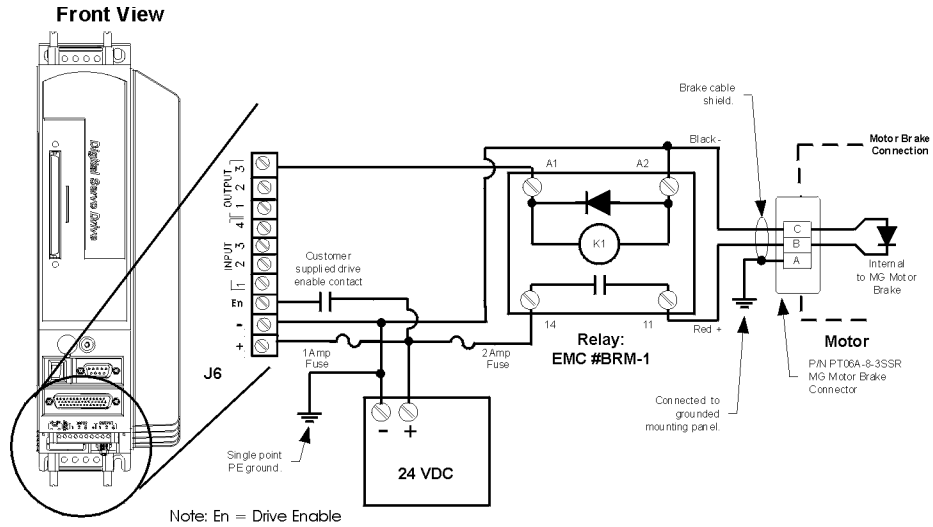 Front View
Digital Servo Drive
J6
OUTPUT
3
2
1
INPUT
4
3
2
1
En
-
+
Customer
supplied drive
enable contact
1 Amp
Fuse
2 Amp
Fuse
Single point
PE ground.
- +
24 VDC
Note: En = Drive Enable
A1
A2
K1
14
11
Relay:
EMC #BRM-1
Black -
Red +
Brake cable
shield.
Connected to
grounded
mounting panel.
Motor Brake
Connection
C
B
A
Internal
to MG Motor
Brake
Motor
P/N PT06A-8-3SSR
MG Motor Brake
Connector